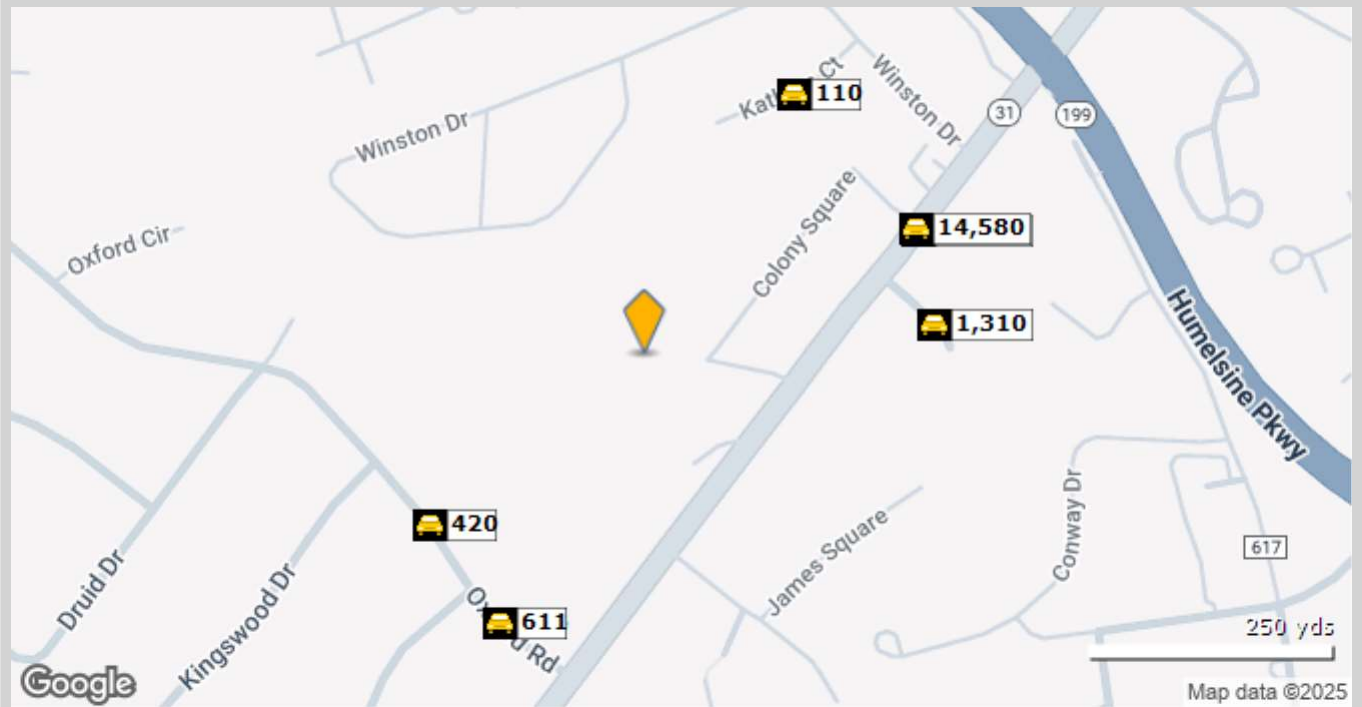 110
Winston Dr
31
199
Winston Dr
Colony Square
14,580
Oxford Cir
1,310
Humelsine Pkwy
420
Conway Dr
James Square
617
Druid Dr
Kingswood Dr
611
Rd
250 yds
Google
Map data ©2025